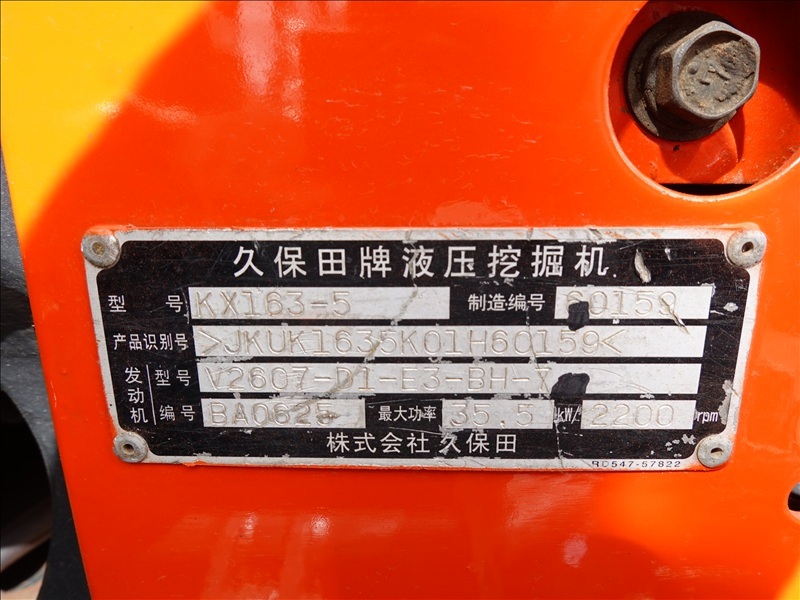 久保田牌液压挖掘机
型 号 KX163-5 制造编号 60159
产品识别号 >JKUK1635K01H60159<
发动机 型号 V2607-D1-E3-BH-7
编号 BA0625 最大功率 35.5 kW/ 2200 rpm
株式会社久保田
RD547-57822